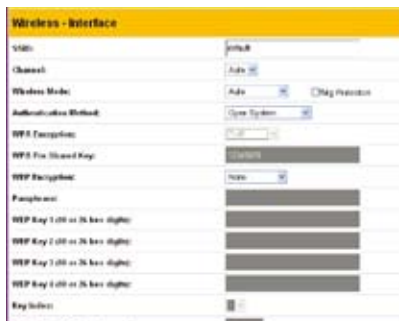 Wireless - Interface
SSID: default
Channel: Auto
Wireless Mode: Auto 54g Protection
Authentication Method: Open System
WPA Encryption: TKIP
WPA Pre-Shared Key:
WEP Encryption: None
Passphrase:
WEP Key 1 (10 or 26 hex digits):
WEP Key 2 (10 or 26 hex digits):
WEP Key 3 (10 or 26 hex digits):
WEP Key 4 (10 or 26 hex digits):
Key Index: